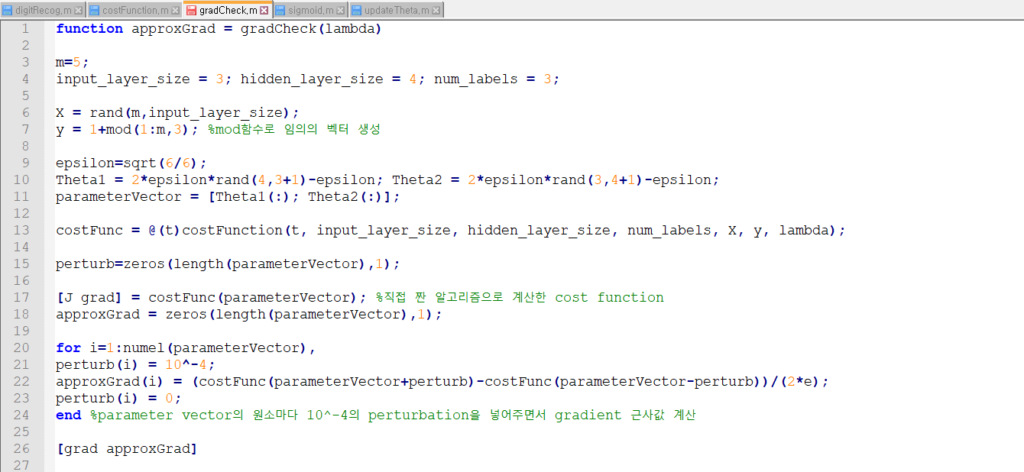 digitRecog.m costFunction.m gradCheck.m sigmoid.m updateTheta.m
1 function approxGrad = gradCheck(lambda)
2
3 m=5;
4 input_layer_size = 3; hidden_layer_size = 4; num_labels = 3;
5
6 X = rand(m,input_layer_size);
7 y = 1+mod(1:m,3); %mod함수로 임의의 벡터 생성
8
9 epsilon=sqrt(6/6);
10 Theta1 = 2*epsilon*rand(4,3+1)-epsilon; Theta2 = 2*epsilon*rand(3,4+1)-epsilon;
11 parameterVector = [Theta1(:); Theta2(:)];
12
13 costFunc = @(t)costFunction(t, input_layer_size, hidden_layer_size, num_labels, X, y, lambda);
14
15 perturb=zeros(length(parameterVector),1);
16
17 [J grad] = costFunc(parameterVector); %직접 짠 알고리즘으로 계산한 cost function
18 approxGrad = zeros(length(parameterVector),1);
19
20 for i=1:numel(parameterVector),
21 perturb(i) = 10^-4;
22 approxGrad(i) = (costFunc(parameterVector+perturb)-costFunc(parameterVector-perturb))/(2*e);
23 perturb(i) = 0;
24 end %parameter vector의 원소마다 10^-4의 perturbation을 넣어주면서 gradient 근사값 계산
25
26 [grad approxGrad]
27